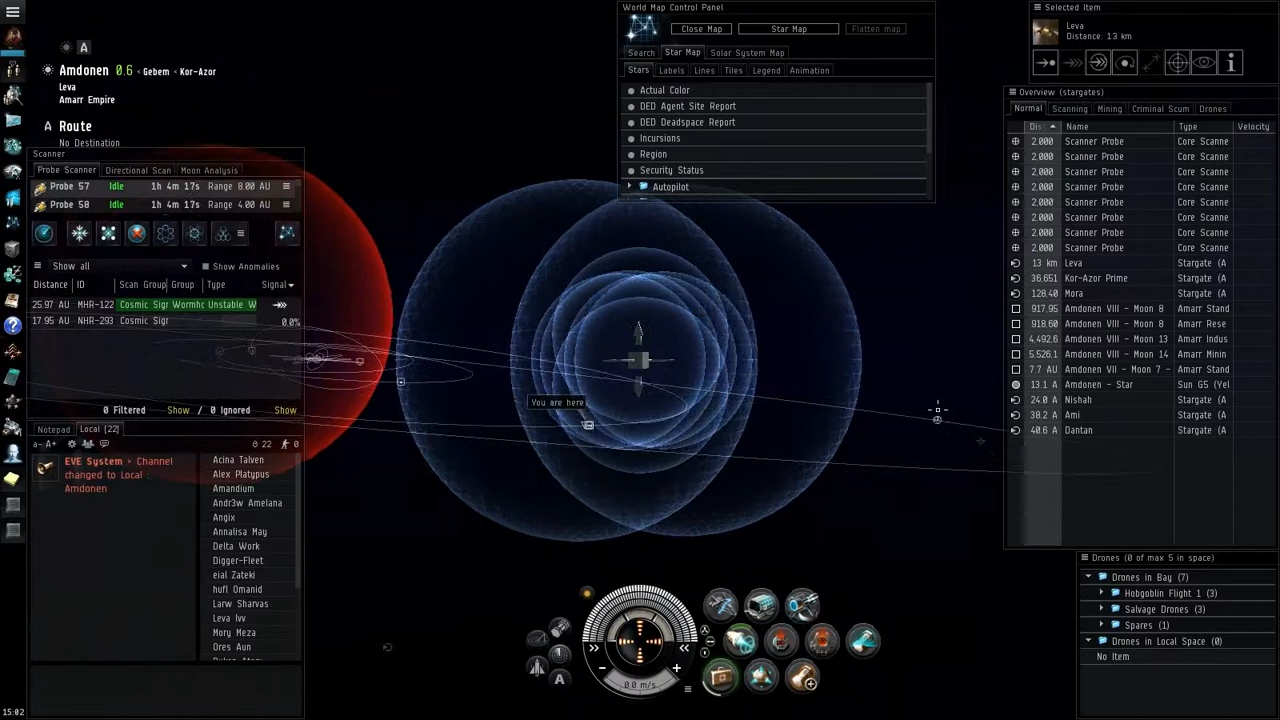 World Map Control Panel
Close Map
Star Map
Flatten map
Search
Star Map
Solar System Map
Stars
Labels
Lines
Tiles
Legend
Animation
Actual Color
DED Agent Site Report
DED Deadspace Report
Incursions
Region
Security Status
Autopilot
Selected Item
Leva
Distance: 13 km
A
Amdonen 0.6 ‹ Gebem ‹ Kor-Azor
Leva
Amarr Empire
A Route
No Destination
Scanner
Probe Scanner
Directional Scan
Moon Analysis
Probe 57 Idle 1h 4m 17s Range 8.00 AU
Probe 58 Idle 1h 4m 17s Range 4.00 AU
Show all
Show Anomalies
Distance ID Scan Group Group Type Signal
25.97 AU MHR-122 Cosmic Sigr Wormhc Unstable W
17.95 AU NHR-293 Cosmic Sigr 0.0%
0 Filtered Show / 0 Ignored Show
Notepad
Local [22]
a- A+
22
0
EVE System > Channel
changed to Local :
Amdonen
Acina Talven
Alex Platypus
Amandium
Andr3w Amelana
Angix
Annalisa May
Delta Work
Digger-Fleet
eial Zateki
hufl Omanid
Larw Sharvas
Leva Ivv
Mory Meza
Ores Aun
15:02
You are here
Overview (stargates)
Normal
Scanning
Mining
Criminal Scum
Drones
Dis Name Type Velocity
2,000 Scanner Probe Core Scanne
2,000 Scanner Probe Core Scanne
2,000 Scanner Probe Core Scanne
2,000 Scanner Probe Core Scanne
2,000 Scanner Probe Core Scanne
2,000 Scanner Probe Core Scanne
2,000 Scanner Probe Core Scanne
2,000 Scanner Probe Core Scanne
13 km Leva Stargate (A
36,651 Kor-Azor Prime Stargate (A
128,40 Mora Stargate (A
917,95 Amdonen VIII - Moon 8 Amarr Stand
918,60 Amdonen VIII - Moon 8 Amarr Rese
4,492,6 Amdonen VIII - Moon 13 Amarr Indus
5,526,1 Amdonen VIII - Moon 14 Amarr Minin
7.7 AU Amdonen VII - Moon 7 - Amarr Stand
13.1 A Amdonen - Star Sun G5 (Yel
24.0 A Nishah Stargate (A
38.2 A Ami Stargate (A
40.6 A Dantan Stargate (A
Drones (0 of max 5 in space)
Drones in Bay (7)
Hobgoblin Flight 1 (3)
Salvage Drones (3)
Spares (1)
Drones in Local Space (0)
No Item
A
0.0 m/s